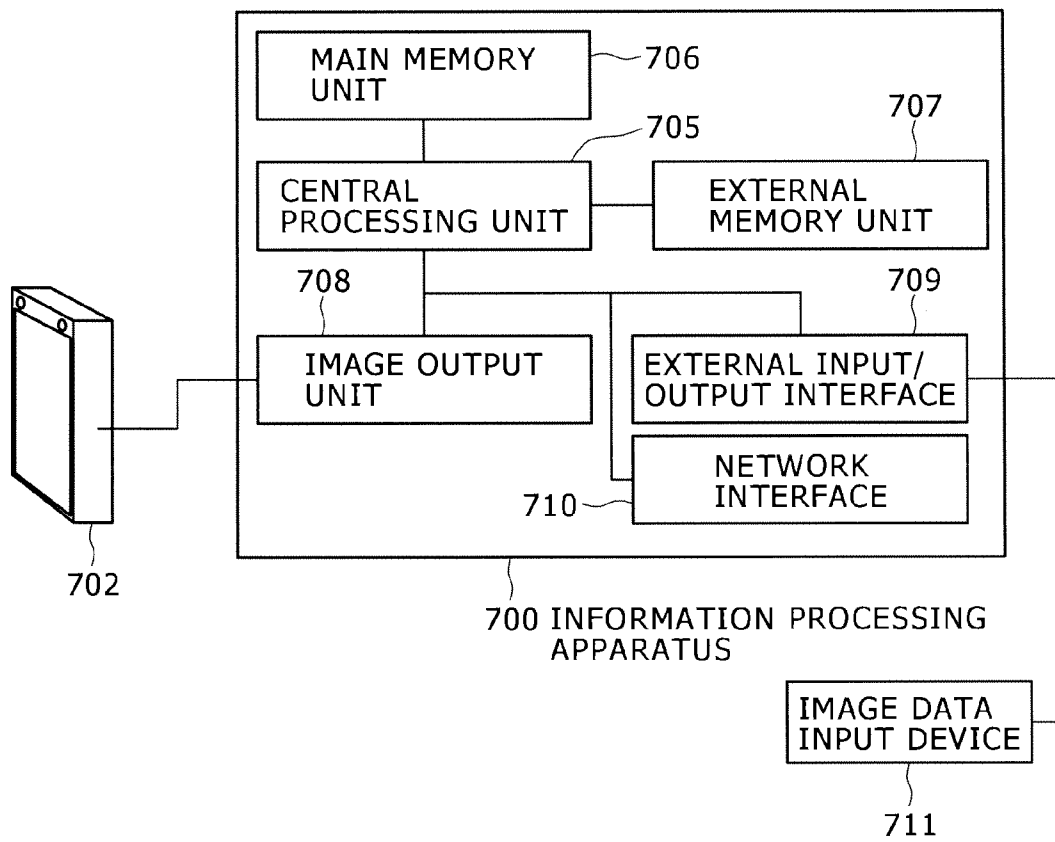 MAIN MEMORY
UNIT
706
705
707
CENTRAL
PROCESSING UNIT
EXTERNAL
MEMORY UNIT
708
709
IMAGE OUTPUT
UNIT
EXTERNAL INPUT/
OUTPUT INTERFACE
NETWORK
INTERFACE
710
702
700 INFORMATION PROCESSING
APPARATUS
IMAGE DATA
INPUT DEVICE
711